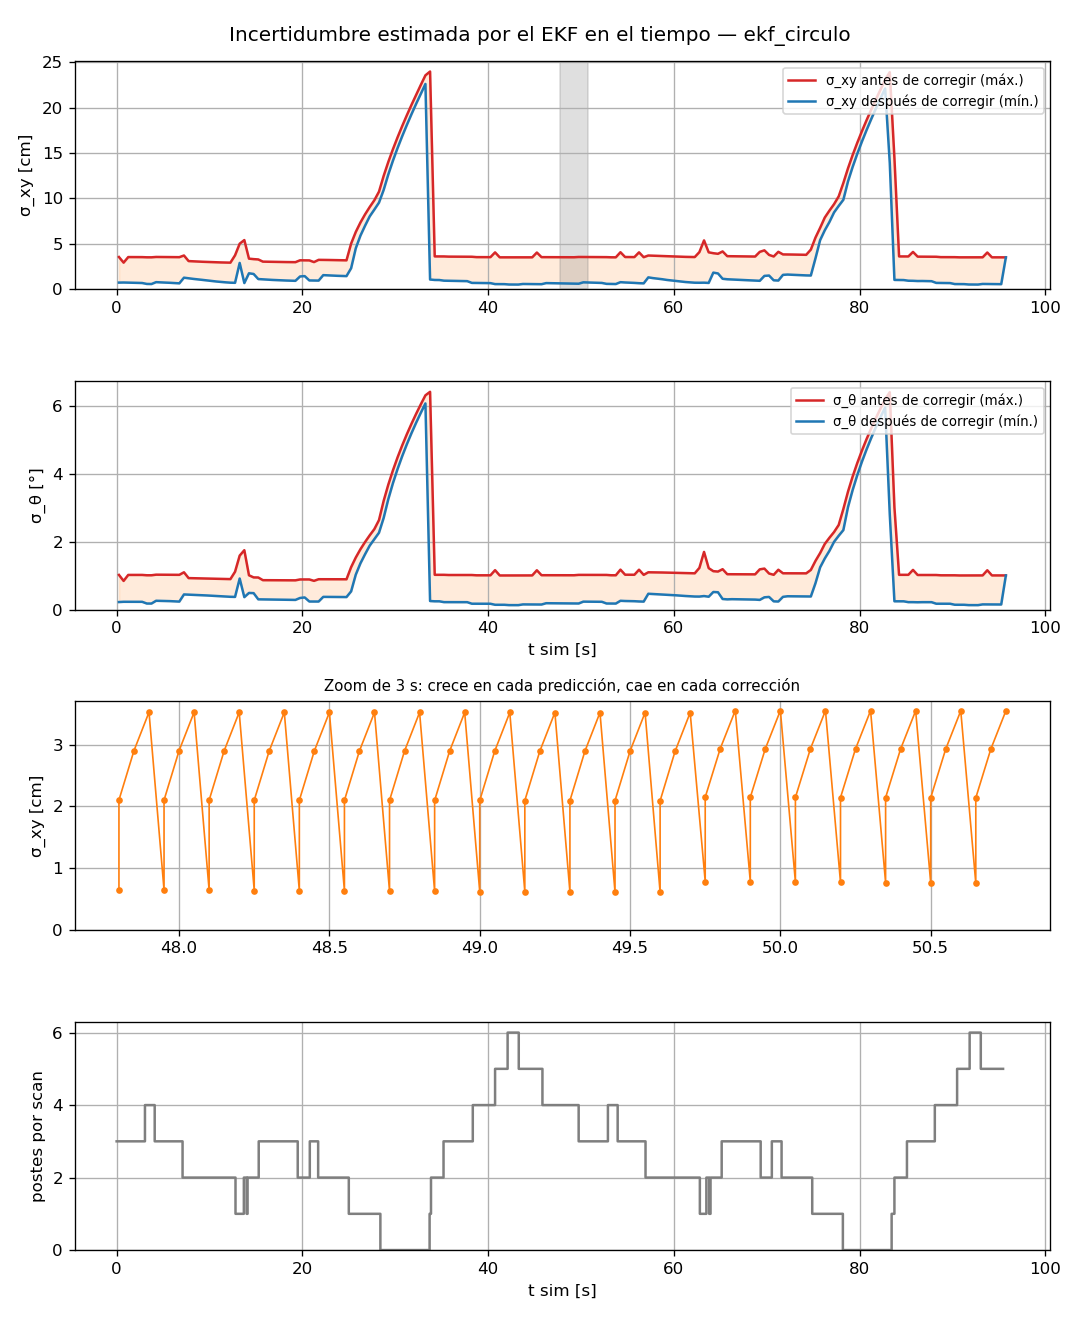 Incertidumbre estimada por el EKF en el tiempo — ekf_circulo
25
20
15
10
5
0
σ_xy [cm]
σ_xy antes de corregir (máx.)
σ_xy después de corregir (mín.)
0 20 40 60 80 100
6
4
2
0
σ_θ [°]
σ_θ antes de corregir (máx.)
σ_θ después de corregir (mín.)
0 20 40 60 80 100
t sim [s]
Zoom de 3 s: crece en cada predicción, cae en cada corrección
3
2
1
0
σ_xy [cm]
48.0 48.5 49.0 49.5 50.0 50.5
6
4
2
0
postes por scan
0 20 40 60 80 100
t sim [s]